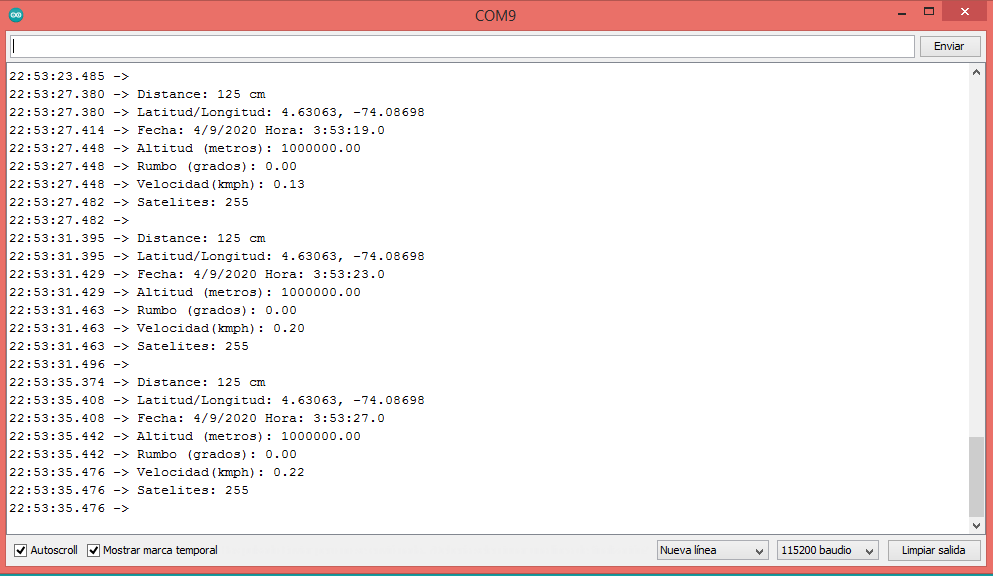 COM9
Enviar
22:53:23.485 ->
22:53:27.380 -> Distance: 125 cm
22:53:27.380 -> Latitud/Longitud: 4.63063, -74.08698
22:53:27.414 -> Fecha: 4/9/2020 Hora: 3:53:19.0
22:53:27.448 -> Altitud (metros): 1000000.00
22:53:27.448 -> Rumbo (grados): 0.00
22:53:27.448 -> Velocidad(kmph): 0.13
22:53:27.482 -> Satelites: 255
22:53:27.482 ->
22:53:31.395 -> Distance: 125 cm
22:53:31.395 -> Latitud/Longitud: 4.63063, -74.08698
22:53:31.429 -> Fecha: 4/9/2020 Hora: 3:53:23.0
22:53:31.429 -> Altitud (metros): 1000000.00
22:53:31.463 -> Rumbo (grados): 0.00
22:53:31.463 -> Velocidad(kmph): 0.20
22:53:31.463 -> Satelites: 255
22:53:31.496 ->
22:53:35.374 -> Distance: 125 cm
22:53:35.408 -> Latitud/Longitud: 4.63063, -74.08698
22:53:35.408 -> Fecha: 4/9/2020 Hora: 3:53:27.0
22:53:35.442 -> Altitud (metros): 1000000.00
22:53:35.442 -> Rumbo (grados): 0.00
22:53:35.476 -> Velocidad(kmph): 0.22
22:53:35.476 -> Satelites: 255
22:53:35.476 ->
Autoscroll Mostrar marca temporal Nueva línea 115200 baudio Limpiar salida